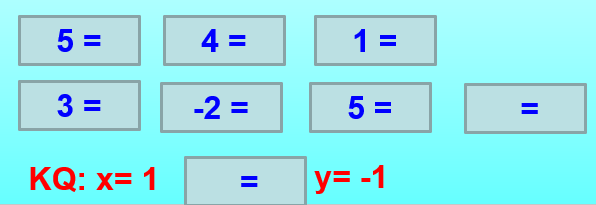 5 = 4 = 1 =
3 = -2 = 5 = =
KQ: x= 1 = y= -1